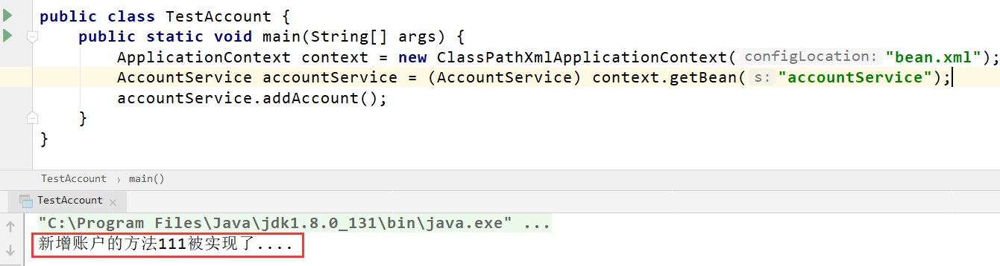 public class TestAccount {
public static void main(String[] args) {
ApplicationContext context = new ClassPathXmlApplicationContext( configLocation: "bean.xml");
AccountService accountService = (AccountService) context.getBean( s: "accountService");
accountService.addAccount();
}
}
TestAccount › main()
TestAccount ×
"C:\Program Files\Java\jdk1.8.0_131\bin\java.exe" ...
新增账户的方法111被实现了....